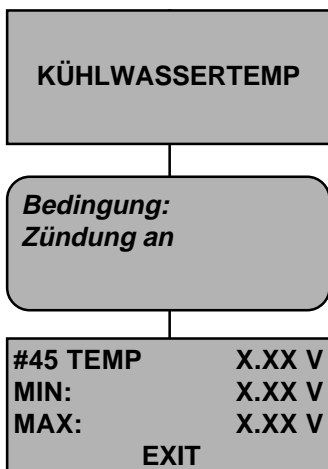 KÜHLWASSERTEMP
Bedingung:
Zündung an
#45 TEMP X.XX V
MIN: X.XX V
MAX: X.XX V
EXIT